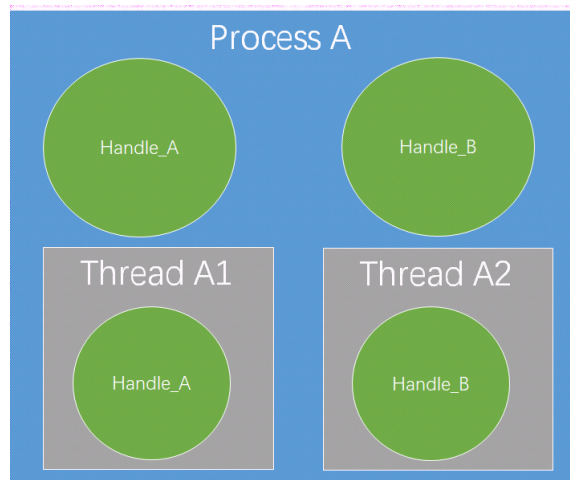 Process A
Handle_A
Handle_B
Thread A1
Thread A2
Handle_A
Handle_B